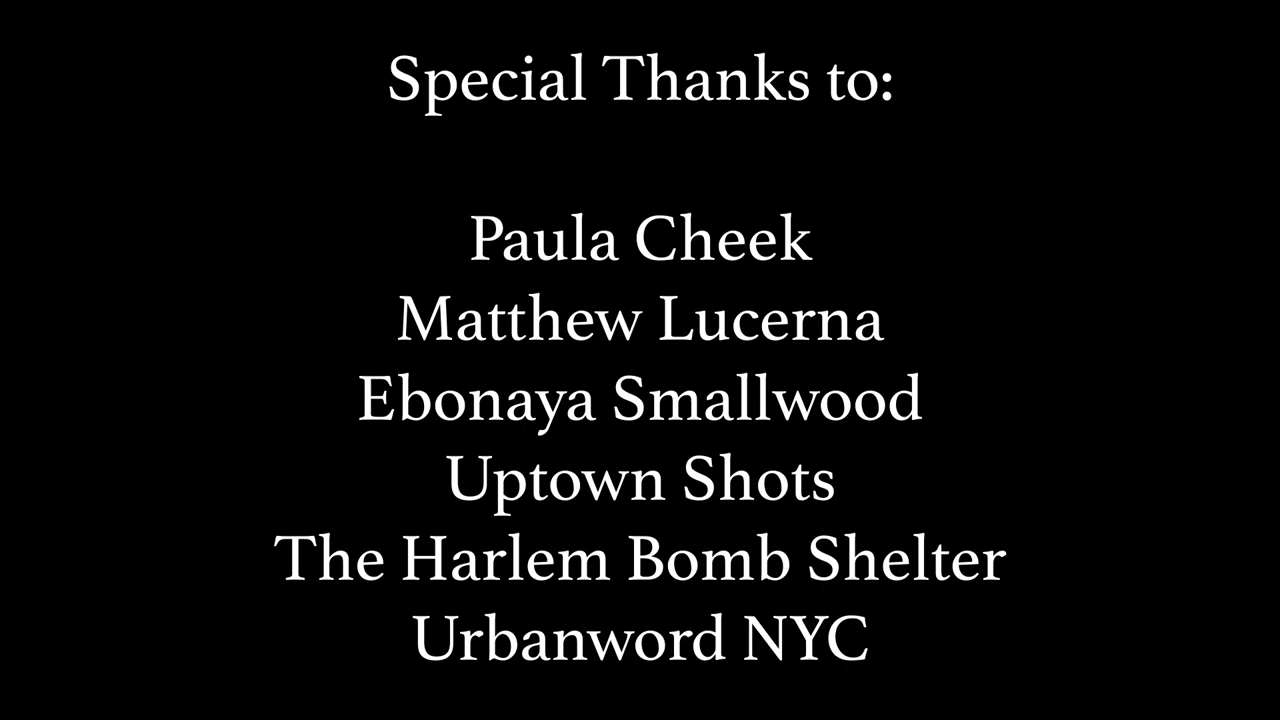 Special Thanks to:
Paula Cheek
Matthew Lucerna
Ebonaya Smallwood
Uptown Shots
The Harlem Bomb Shelter
Urbanword NYC